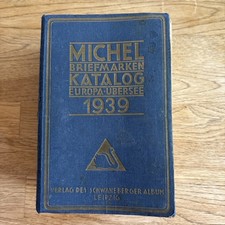 MICHEL
BRIEFMARKEN
KATALOG
EUROPA-ÜBERSEE
1939
VERLAG DES SCHWANEBERGER ALBUM
LEIPZIG